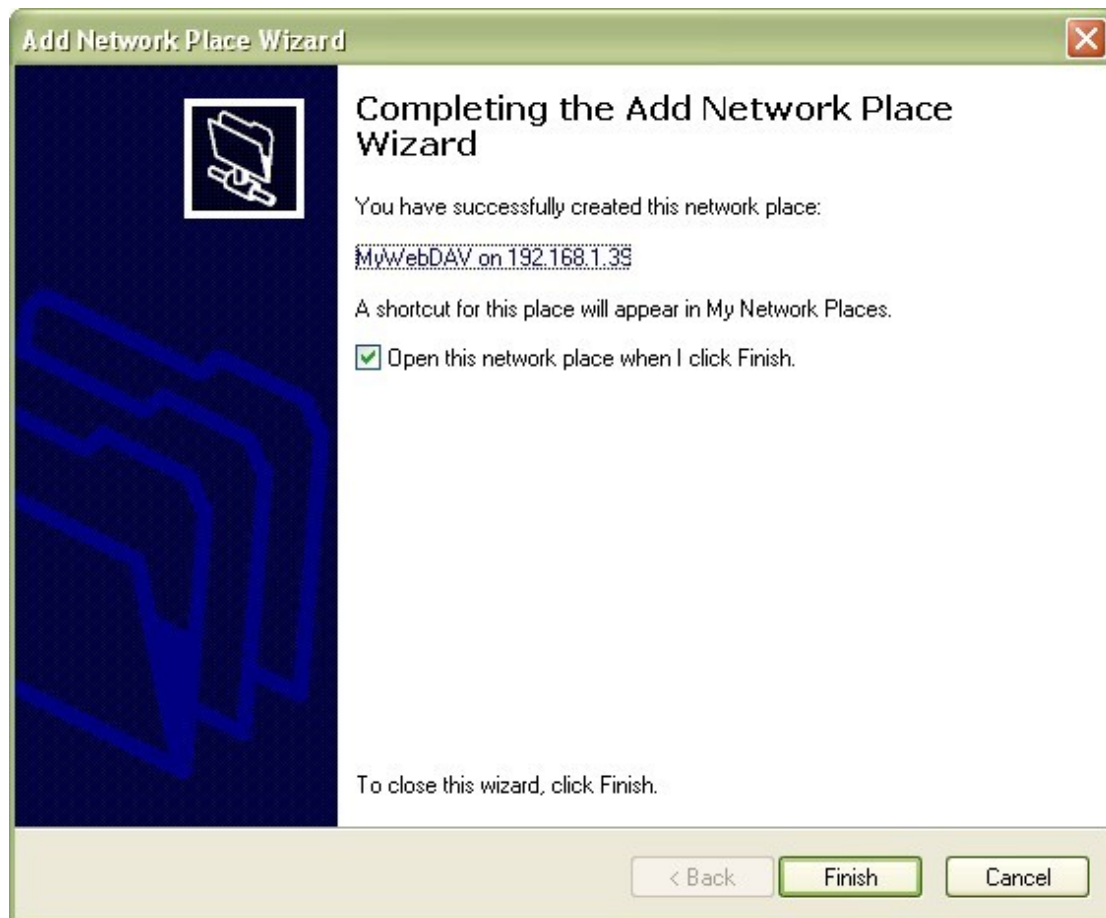 Add Network Place Wizard
Completing the Add Network Place
Wizard
You have successfully created this network place:
MyWebDAV on 192.168.1.39
A shortcut for this place will appear in My Network Places.
Open this network place when I click Finish.
To close this wizard, click Finish.
< Back Finish Cancel